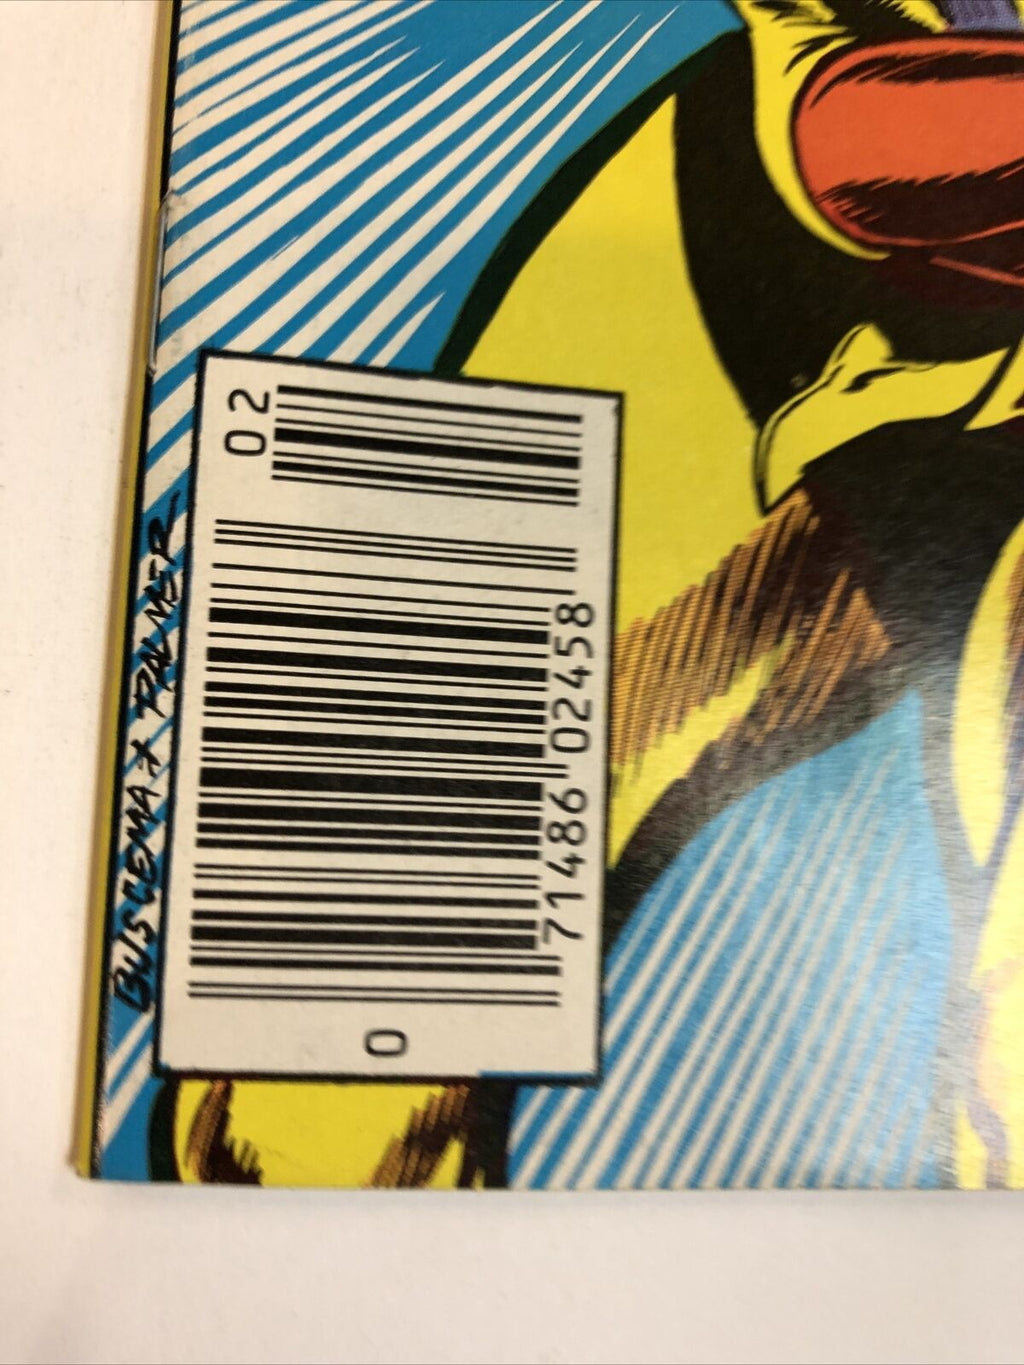 02
0 71486 02458
BUSCEMA + PALMER